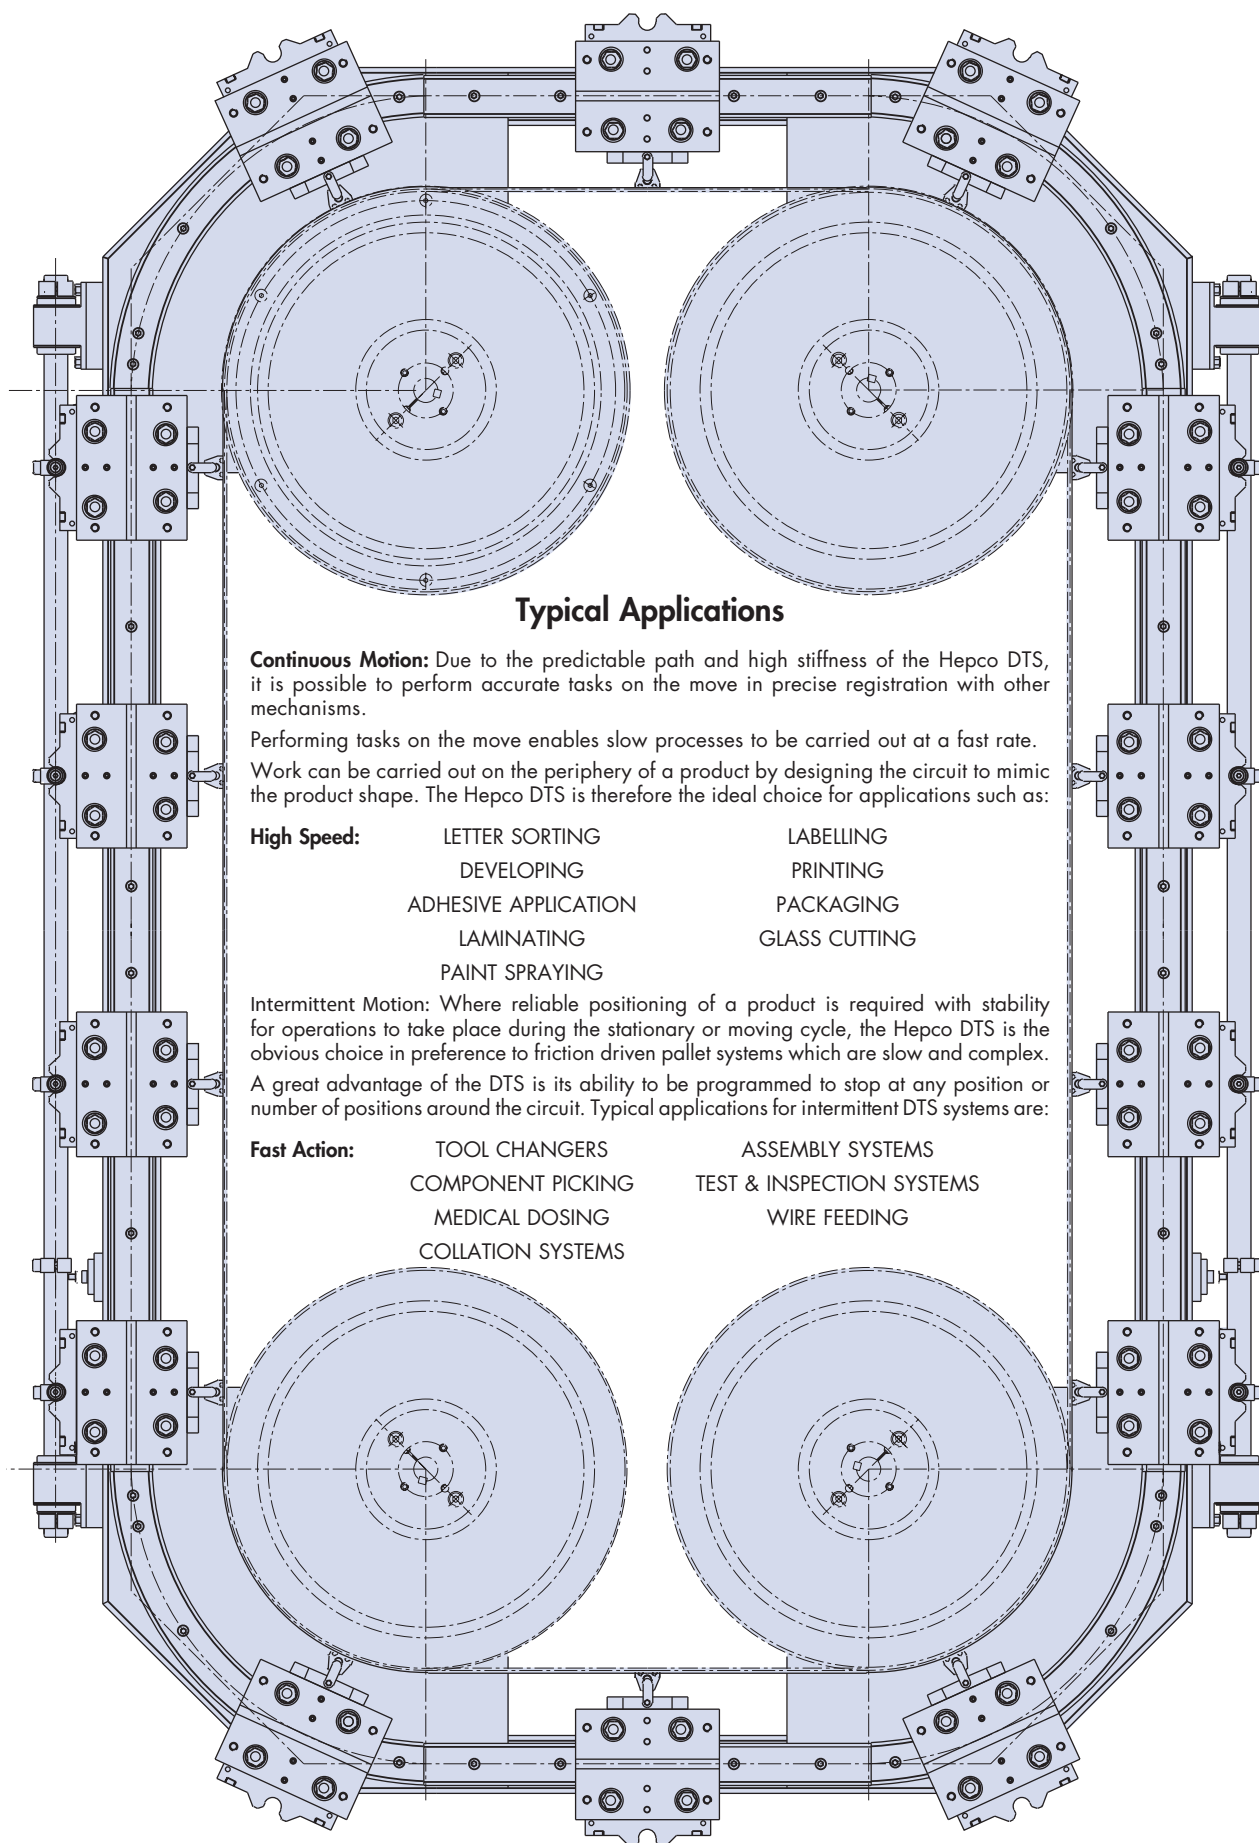 Typical Applications
Continuous Motion: Due to the predictable path and high stiffness of the Hepco DTS,
it is possible to perform accurate tasks on the move in precise registration with other
mechanisms.
Performing tasks on the move enables slow processes to be carried out at a fast rate.
Work can be carried out on the periphery of a product by designing the circuit to mimic
the product shape. The Hepco DTS is therefore the ideal choice for applications such as:
High Speed: LETTER SORTING LABELLING
DEVELOPING PRINTING
ADHESIVE APPLICATION PACKAGING
LAMINATING GLASS CUTTING
PAINT SPRAYING
Intermittent Motion: Where reliable positioning of a product is required with stability
for operations to take place during the stationary or moving cycle, the Hepco DTS is the
obvious choice in preference to friction driven pallet systems which are slow and complex.
A great advantage of the DTS is its ability to be programmed to stop at any position or
number of positions around the circuit. Typical applications for intermittent DTS systems are:
Fast Action: TOOL CHANGERS ASSEMBLY SYSTEMS
COMPONENT PICKING TEST & INSPECTION SYSTEMS
MEDICAL DOSING WIRE FEEDING
COLLATION SYSTEMS